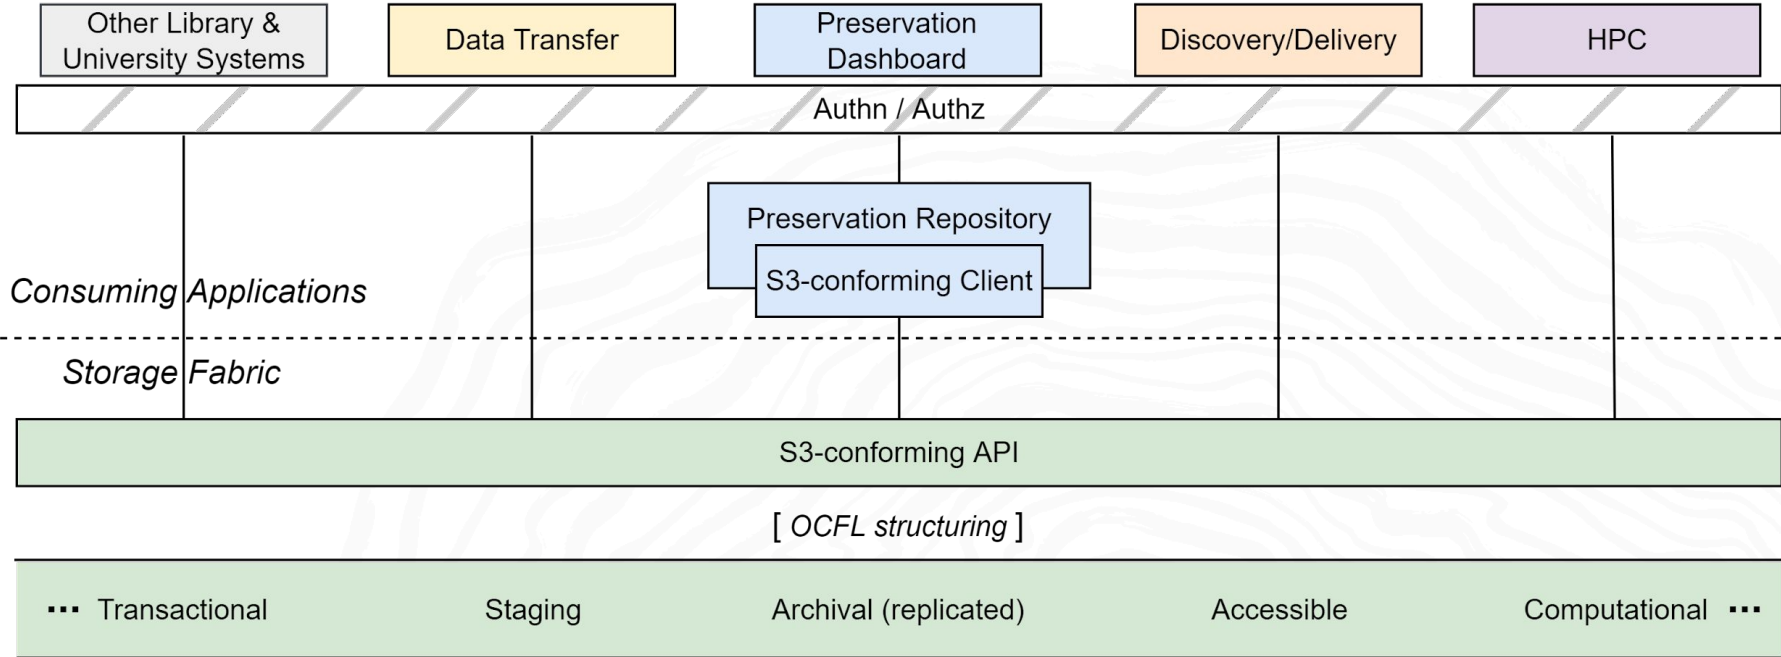 Other Library &
University Systems
Data Transfer
Preservation
Dashboard
Discovery/Delivery
HPC
Authn / Authz
Preservation Repository
S3-conforming Client
Consuming Applications
Storage Fabric
S3-conforming API
[ OCFL structuring ]
... Transactional
Staging
Archival (replicated)
Accessible
Computational ...